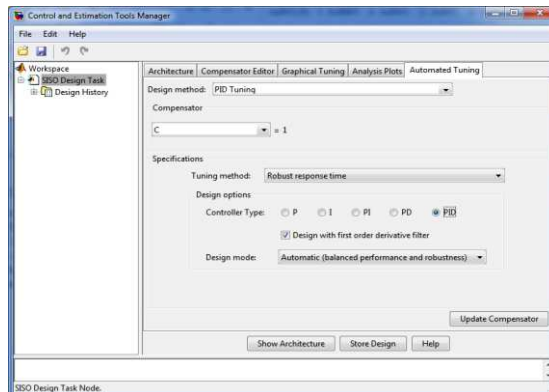 Control and Estimation Tools Manager
File Edit Help
Workspace
SISO Design Task
Design History
Architecture Compensator Editor Graphical Tuning Analysis Plots Automated Tuning
Design method: PID Tuning
Compensator
C = 1
Specifications
Tuning method: Robust response time
Design options
Controller Type: P I PI PD PID
Design with first order derivative filter
Design mode: Automatic (balanced performance and robustness)
Update Compensator
Show Architecture Store Design Help
SISO Design Task Node.